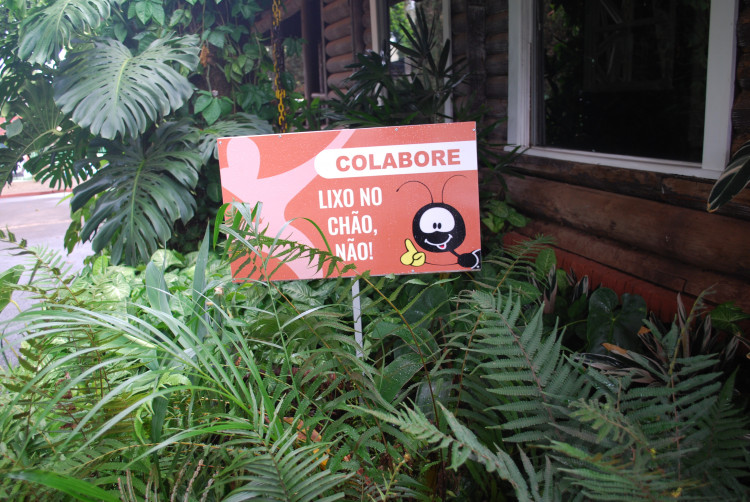 COLABORE
LIXO NO
CHÃO,
NÃO!